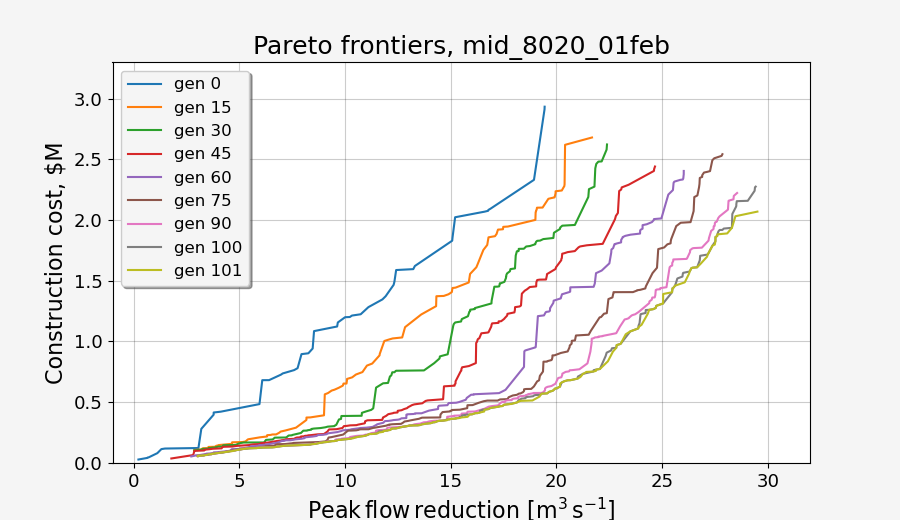 Pareto frontiers, mid_8020_01feb
Construction cost, $M
3.0
2.5
2.0
1.5
1.0
0.5
0.0
gen 0
gen 15
gen 30
gen 45
gen 60
gen 75
gen 90
gen 100
gen 101
0 5 10 15 20 25 30
Peak flow reduction [m³ s⁻¹]